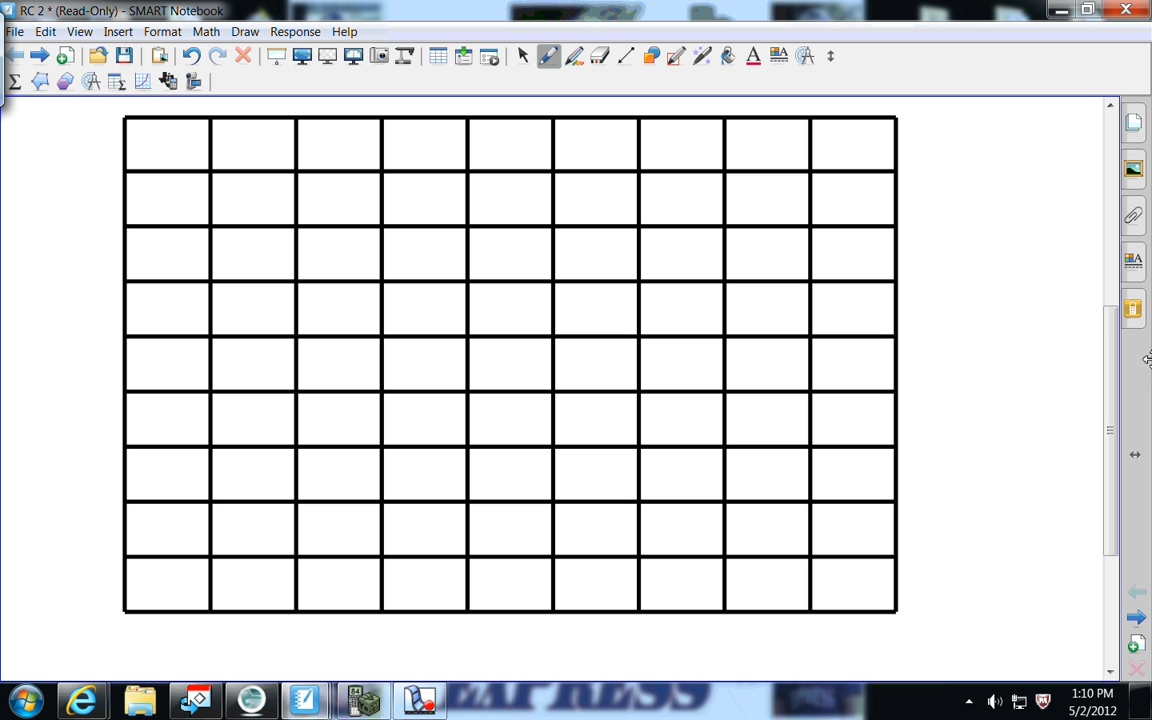 RC 2 * (Read-Only) - SMART Notebook
File Edit View Insert Format Math Draw Response Help
EXPRESS
1:10 PM
5/2/2012